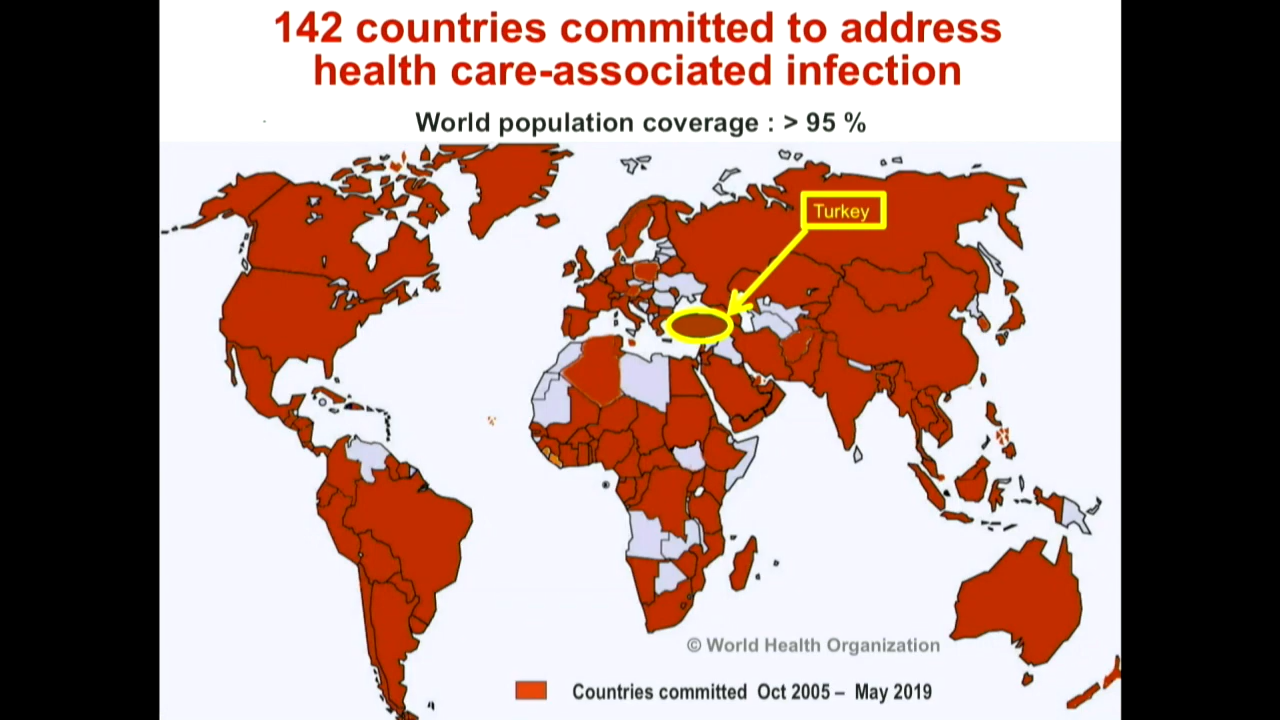 142 countries committed to address
health care-associated infection
World population coverage : > 95 %
Turkey
© World Health Organization
Countries committed Oct 2005 – May 2019